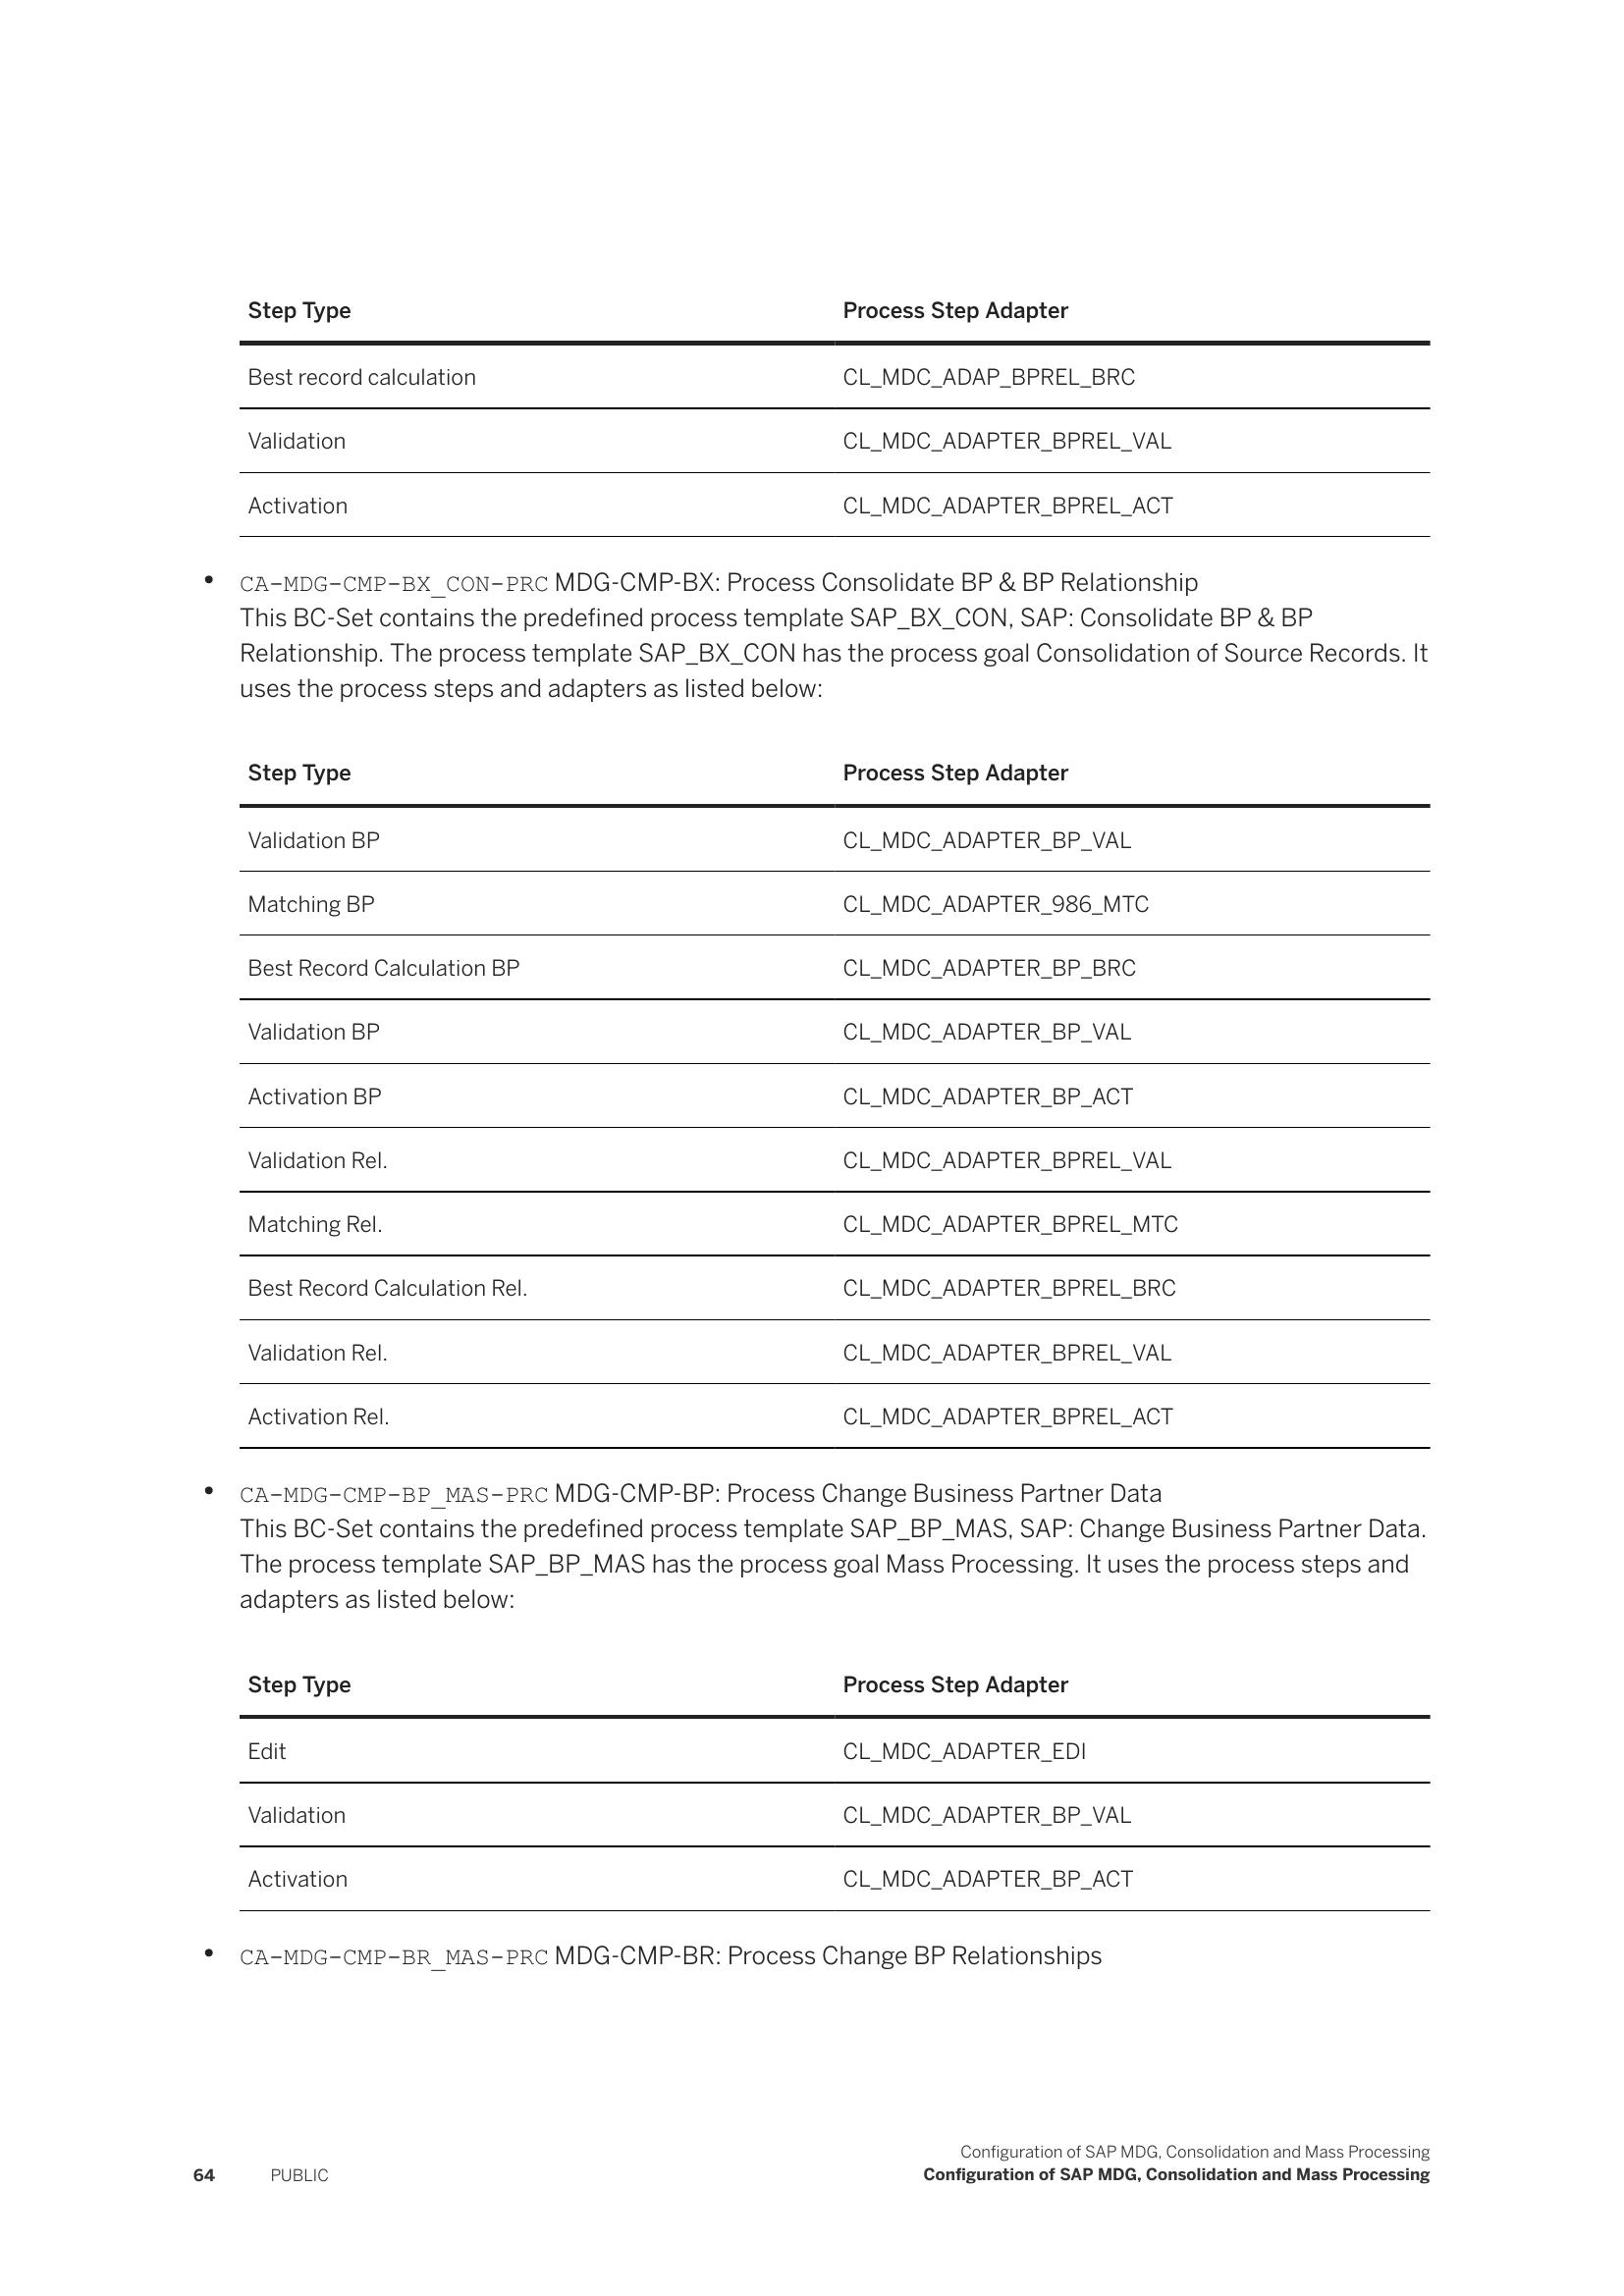 Step Type Process Step Adapter
Best record calculation CL_MDC_ADAP_BPREL_BRC
Validation CL_MDC_ADAPTER_BPREL_VAL
Activation CL_MDC_ADAPTER_BPREL_ACT
• CA-MDG-CMP-BX_CON-PRC MDG-CMP-BX: Process Consolidate BP & BP Relationship
This BC-Set contains the predefined process template SAP_BX_CON, SAP: Consolidate BP & BP
Relationship. The process template SAP_BX_CON has the process goal Consolidation of Source Records. It
uses the process steps and adapters as listed below:
Step Type Process Step Adapter
Validation BP CL_MDC_ADAPTER_BP_VAL
Matching BP CL_MDC_ADAPTER_986_MTC
Best Record Calculation BP CL_MDC_ADAPTER_BP_BRC
Validation BP CL_MDC_ADAPTER_BP_VAL
Activation BP CL_MDC_ADAPTER_BP_ACT
Validation Rel. CL_MDC_ADAPTER_BPREL_VAL
Matching Rel. CL_MDC_ADAPTER_BPREL_MTC
Best Record Calculation Rel. CL_MDC_ADAPTER_BPREL_BRC
Validation Rel. CL_MDC_ADAPTER_BPREL_VAL
Activation Rel. CL_MDC_ADAPTER_BPREL_ACT
• CA-MDG-CMP-BP_MAS-PRC MDG-CMP-BP: Process Change Business Partner Data
This BC-Set contains the predefined process template SAP_BP_MAS, SAP: Change Business Partner Data.
The process template SAP_BP_MAS has the process goal Mass Processing. It uses the process steps and
adapters as listed below:
Step Type Process Step Adapter
Edit CL_MDC_ADAPTER_EDI
Validation CL_MDC_ADAPTER_BP_VAL
Activation CL_MDC_ADAPTER_BP_ACT
• CA-MDG-CMP-BR_MAS-PRC MDG-CMP-BR: Process Change BP Relationships
Configuration of SAP MDG, Consolidation and Mass Processing
64 PUBLIC Configuration of SAP MDG, Consolidation and Mass Processing